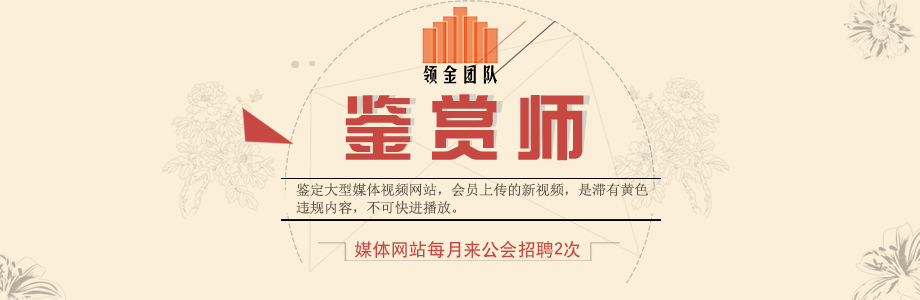 领金团队
鉴赏师
鉴定大型媒体视频网站，会员上传的新视频，是滞有黄色
违规内容，不可快进播放。
媒体网站每月来公会招聘2次